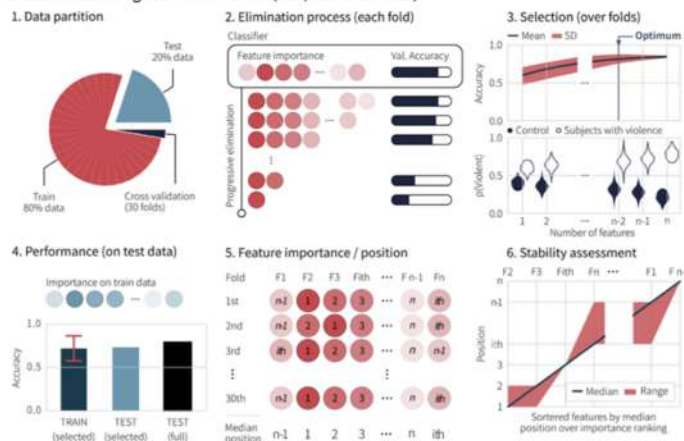 1. Data partition
Test
20% data
Train
80% data
Cross validation
(30 folds)
2. Elimination process (each fold)
Classifier
Feature importance
Val. Accuracy
Progressive elimination
3. Selection (over folds)
Mean
SD
Optimum
Accuracy
1.0
0.5
0.0
Control
Subjects with violence
p(Violent)
1.0
0.5
0.0
1
2
...
n-2
n-1
n
Number of features
4. Performance (on test data)
Importance on train data
Accuracy
1.0
0.5
0.0
TRAIN
(selected)
TEST
(selected)
TEST
(full)
5. Feature importance / position
Fold F1 F2 F3 Fith ... F n-1 Fn
1st n-1 1 2 3 ... n ith
2nd n-1 2 1 3 ... n ith
3rd ith 1 2 3 ... n n-1
30th n-1 1 2 3 ... n ith
Median
position n-1 1 2 3 ... n ith
6. Stability assessment
F2 F3 Fith Fn ... F1 F n-1
Position
n
n-1
ith
3
2
1
Median
Range
Sortered features by median
position over importance ranking